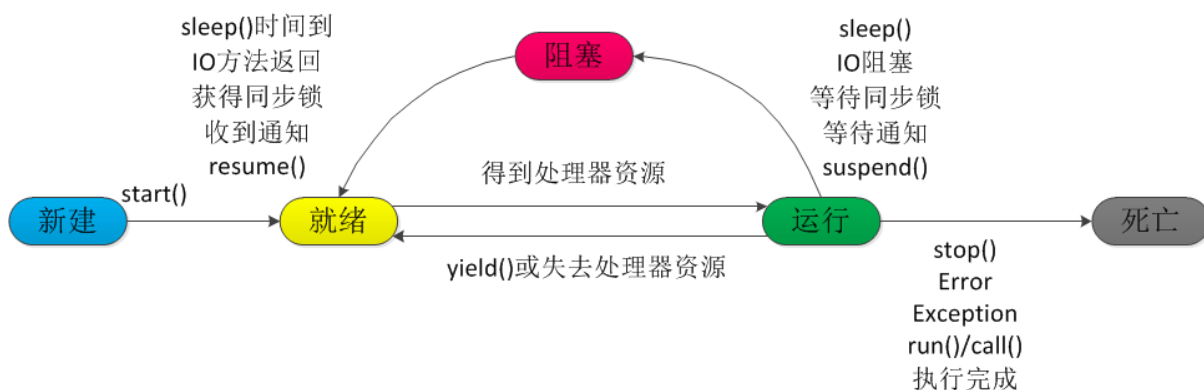 sleep()时间到
IO方法返回
获得同步锁
收到通知
resume()
阻塞
sleep()
IO阻塞
等待同步锁
等待通知
suspend()
新建
start()
就绪
得到处理器资源
yield()或失去处理器资源
运行
死亡
stop()
Error
Exception
run()/call()
执行完成